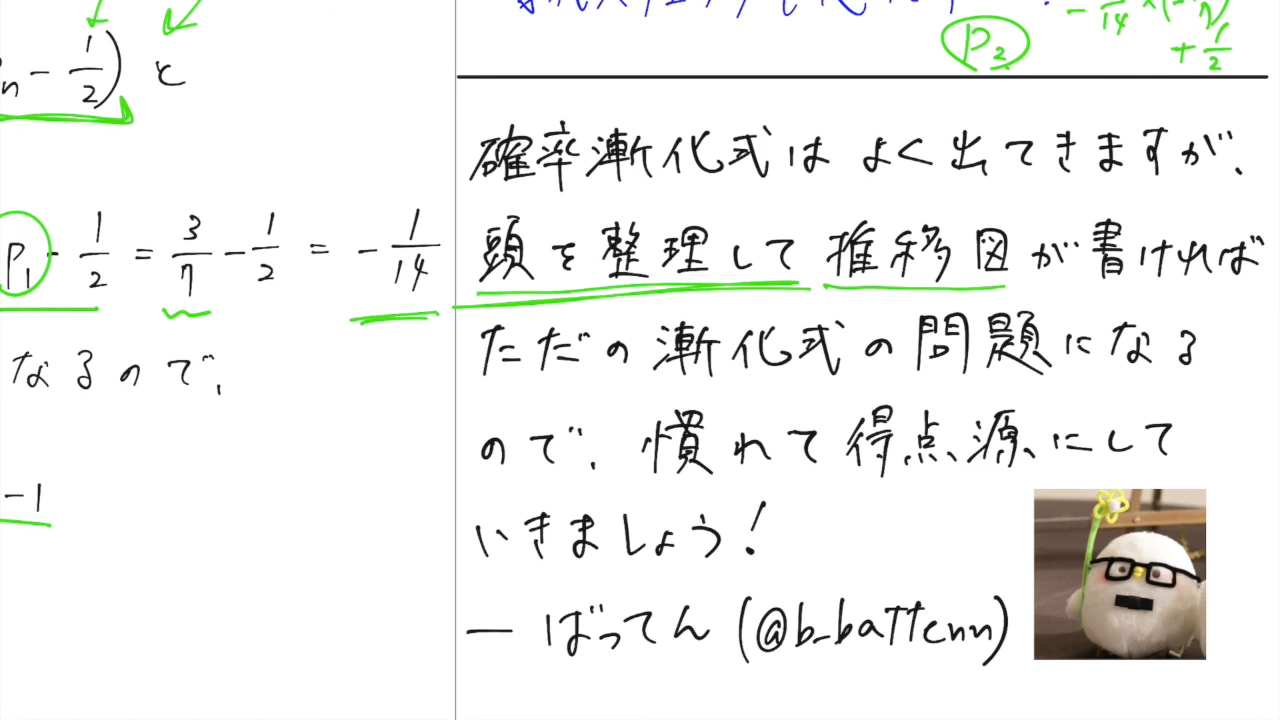 n - 1/2) と
p₁ - 1/2 = 3/7 - 1/2 = - 1/14
なるので、
-1
p₂
+ 1/2
確率漸化式は よく出てきますが、
頭を整理して 推移図が書ければ
ただの漸化式の問題になる
ので、慣れて得点源にして
いきましょう!
― ばってん (@b_battenn)